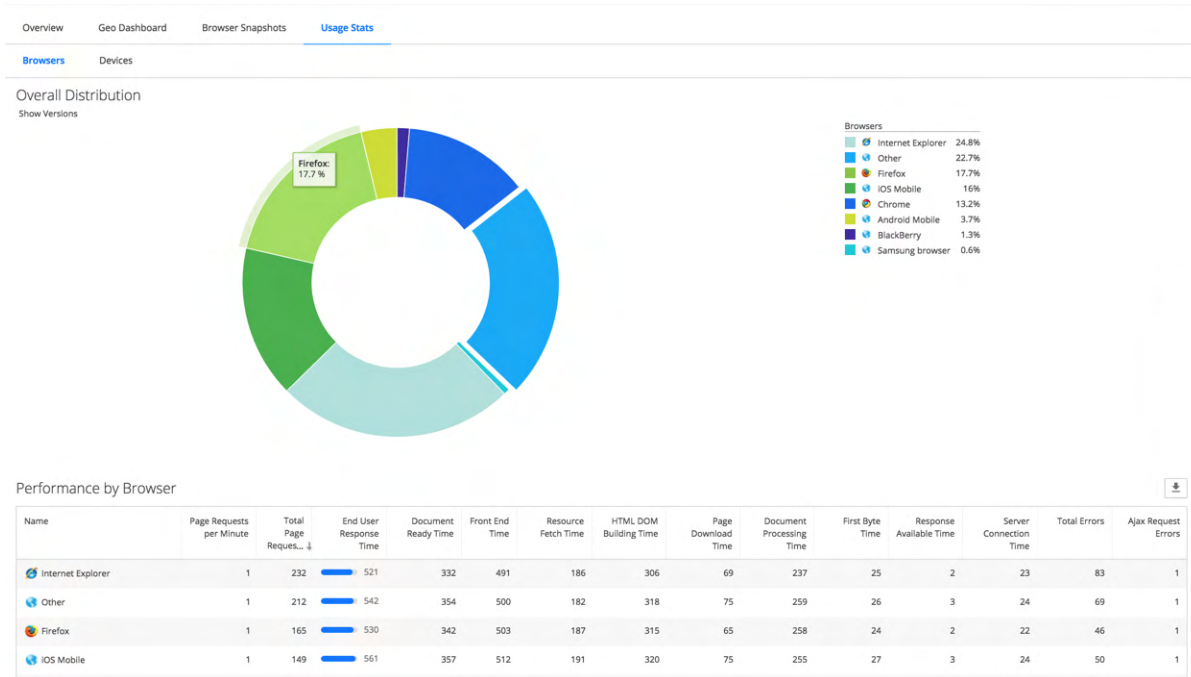 Overview Geo Dashboard Browser Snapshots Usage Stats
Browsers Devices
Overall Distribution
Show Versions
Firefox:
17.7 %
Browsers
Internet Explorer 24.8%
Other 22.7%
Firefox 17.7%
iOS Mobile 16%
Chrome 13.2%
Android Mobile 3.7%
BlackBerry 1.3%
Samsung browser 0.6%
Performance by Browser
Name Page Requests Total End User Document Front End Resource HTML DOM Page Document First Byte Response Server Total Errors Ajax Request
per Minute Page Response Ready Time Time Fetch Time Building Time Download Processing Time Available Time Connection Errors
Reques... ↓ Time Time Time Time
Internet Explorer 1 232 521 332 491 186 306 69 237 25 2 23 83 1
Other 1 212 542 354 500 182 318 75 259 26 3 24 69 1
Firefox 1 165 530 342 503 187 315 65 258 24 2 22 46 1
iOS Mobile 1 149 561 357 512 191 320 75 255 27 3 24 50 1